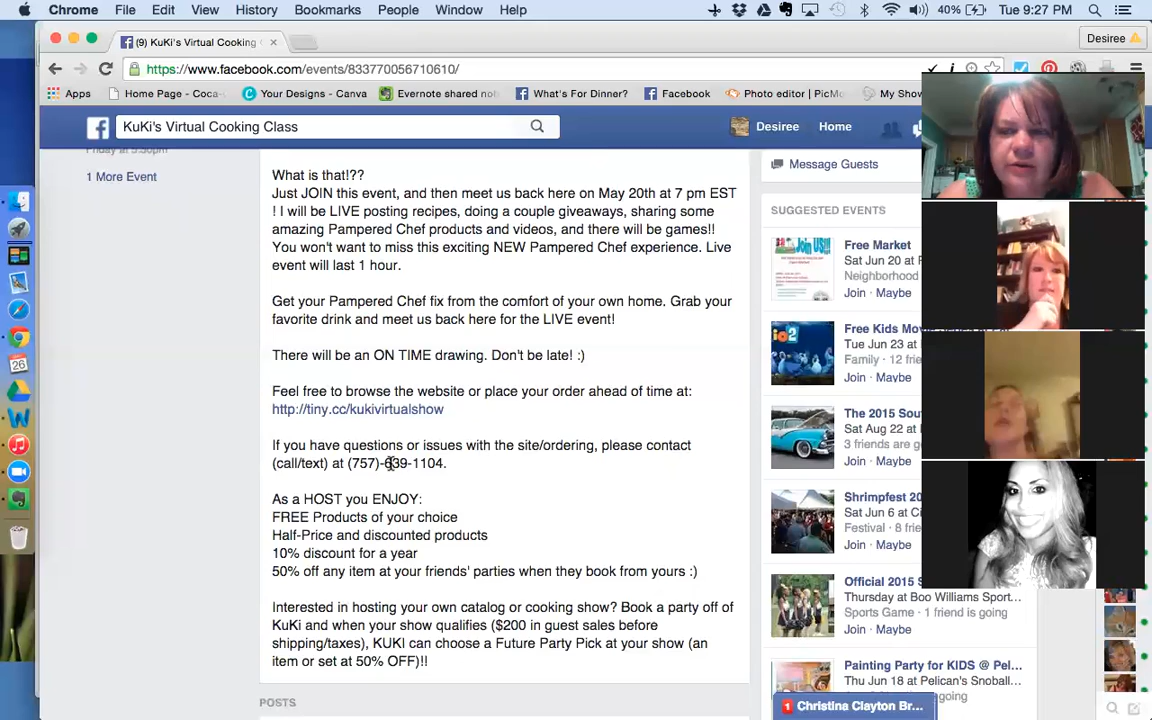 Chrome File Edit View History Bookmarks People Window Help 40% Tue 9:27 PM
(9) KuKi's Virtual Cooking Desiree
https://www.facebook.com/events/833770056710610/
Apps Home Page - Coca- Your Designs - Canva Evernote shared no What's For Dinner? Facebook Photo editor | PicMo My Show
KuKi's Virtual Cooking Class Desiree Home
Friday at 5:30pm
1 More Event
What is that!??
Just JOIN this event, and then meet us back here on May 20th at 7 pm EST
! I will be LIVE posting recipes, doing a couple giveaways, sharing some
amazing Pampered Chef products and videos, and there will be games!!
You won't want to miss this exciting NEW Pampered Chef experience. Live
event will last 1 hour.
Get your Pampered Chef fix from the comfort of your own home. Grab your
favorite drink and meet us back here for the LIVE event!
There will be an ON TIME drawing. Don't be late! :)
Feel free to browse the website or place your order ahead of time at:
http://tiny.cc/kukivirtualshow
If you have questions or issues with the site/ordering, please contact
(call/text) at (757)- 39-1104.
As a HOST you ENJOY:
FREE Products of your choice
Half-Price and discounted products
10% discount for a year
50% off any item at your friends' parties when they book from yours :)
Interested in hosting your own catalog or cooking show? Book a party off of
KuKi and when your show qualifies ($200 in guest sales before
shipping/taxes), KUKI can choose a Future Party Pick at your show (an
item or set at 50% OFF)!!
POSTS
Message Guests
SUGGESTED EVENTS
Join US!!!
Free Market
Sat Jun 20 at
Neighborhood
Join · Maybe
Free Kids Mov
Tue Jun 23 at
Family · 12 frie
Join · Maybe
The 2015 Sou
Sat Aug 22 at
3 friends are g
Join · Maybe
Shrimpfest 20
Sat Jun 6 at C
Festival · 8 frie
Join · Maybe
Official 2015 S
Thursday at Boo Williams Sport...
Sports Game · 1 friend is going
Join · Maybe
Painting Party for KIDS @ Pel...
Thu Jun 18 at Pelican's Snoball...
going
1 Christina Clayton Br...
26